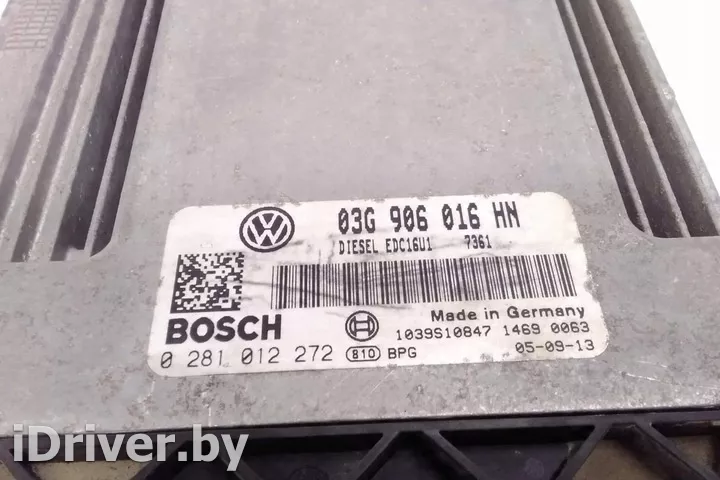 03G 906 016 HN
DIESEL EDC16U1 7361
BOSCH
Made in Germany
1039S10847 1469 0063
0 281 012 272 810 BPG 05-09-13
iDriver.by